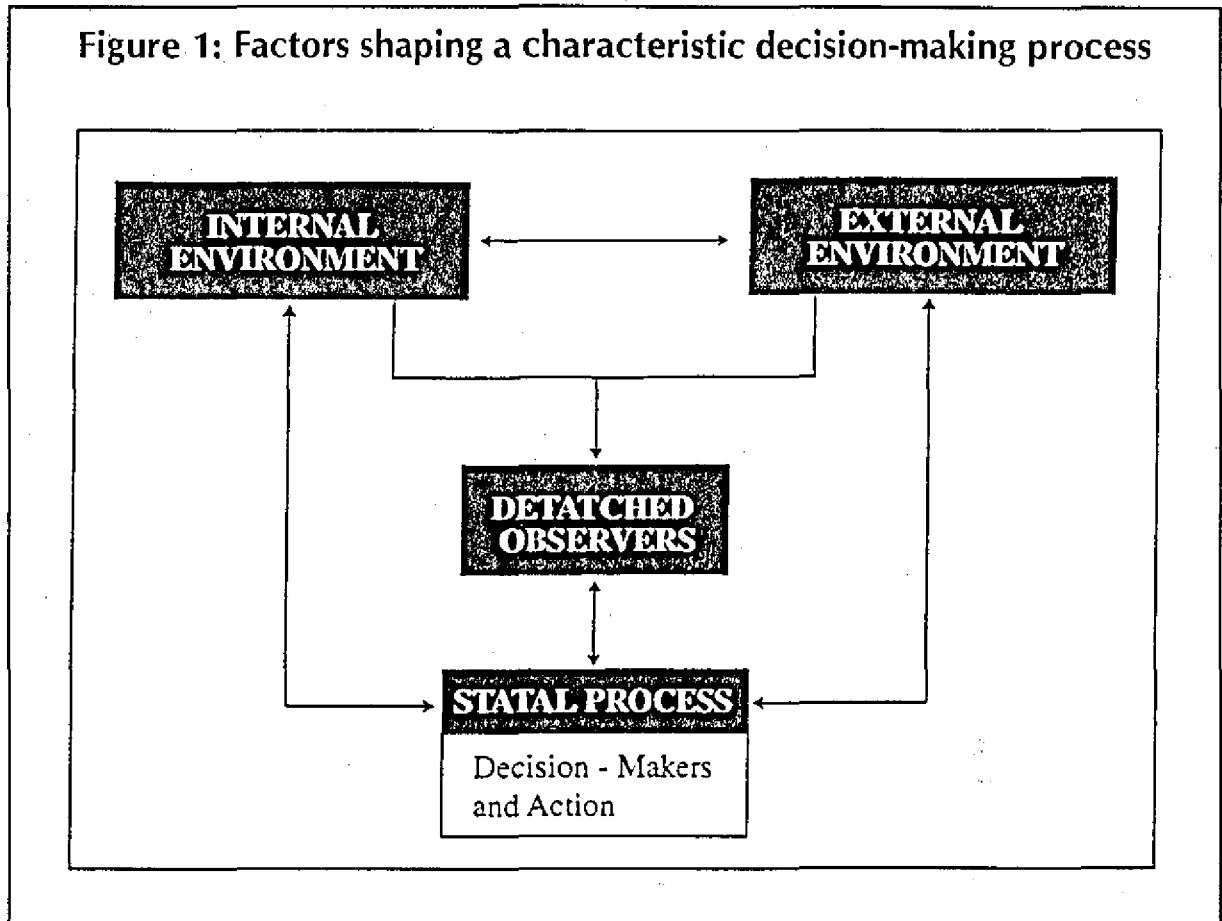 Figure 1: Factors shaping a characteristic decision-making process
INTERNAL
ENVIRONMENT
EXTERNAL
ENVIRONMENT
DETATCHED
OBSERVERS
STATAL PROCESS
Decision - Makers
and Action